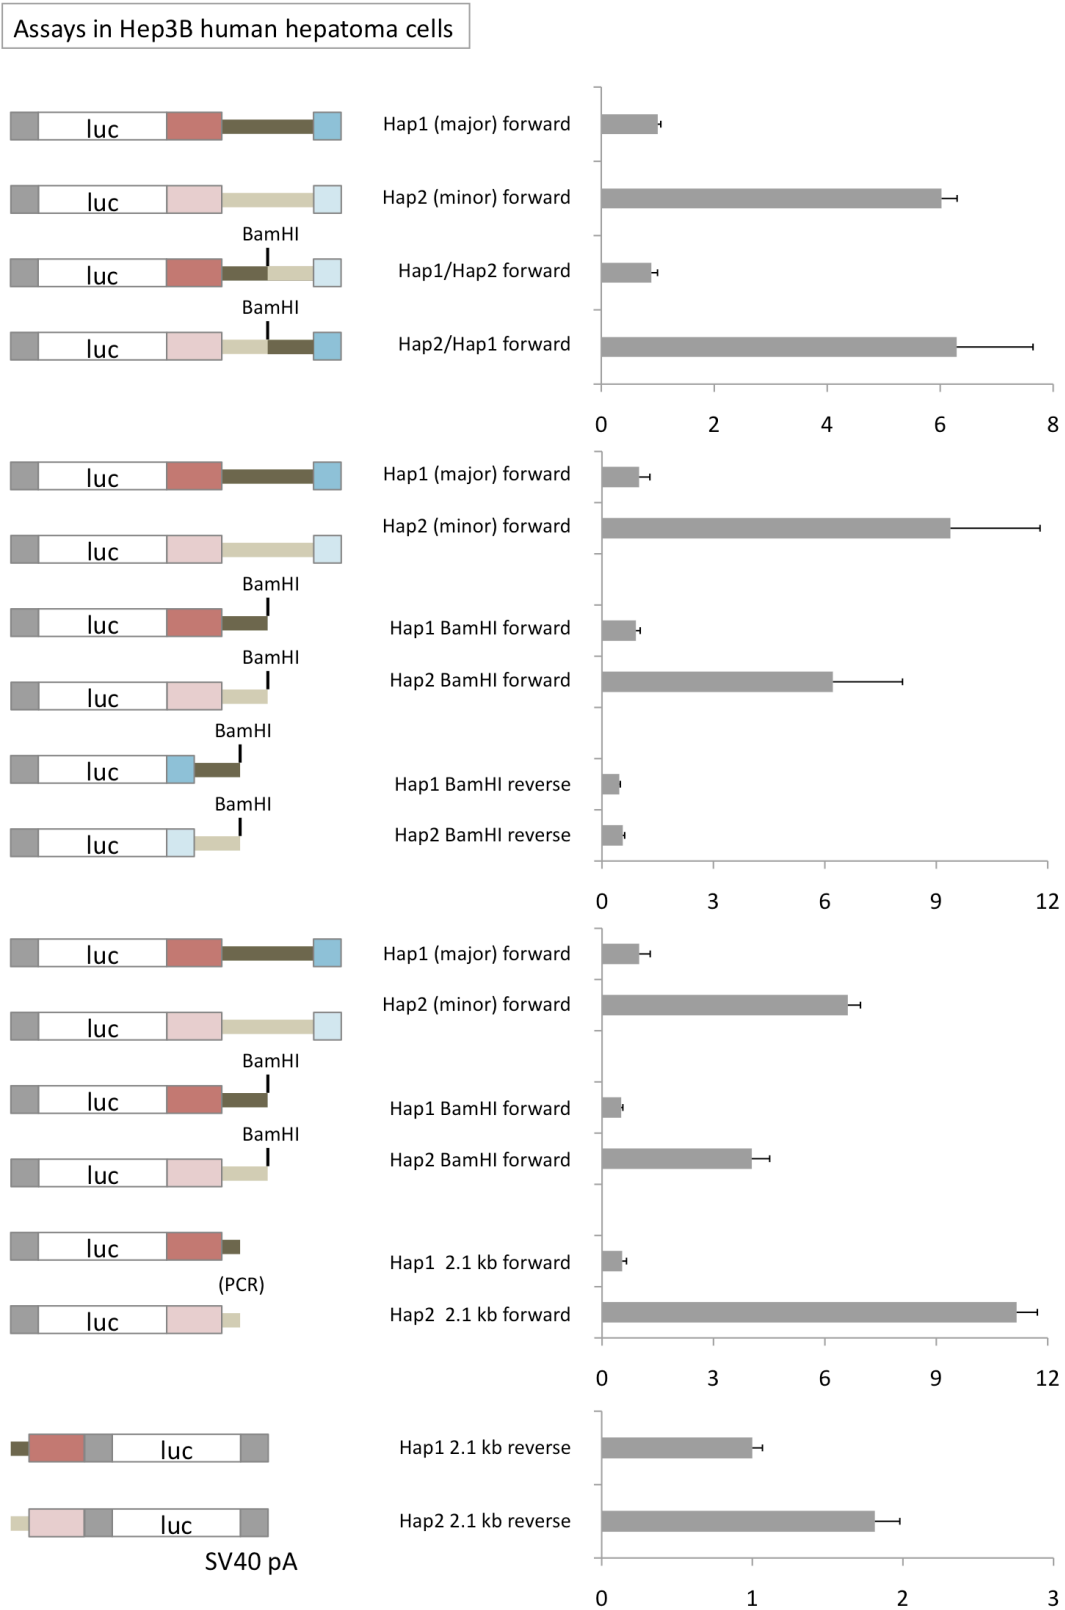 Assays in Hep3B human hepatoma cells
luc
Hap1 (major) forward
luc
Hap2 (minor) forward
BamHI
luc
Hap1/Hap2 forward
BamHI
luc
Hap2/Hap1 forward
0 2 4 6 8
luc
Hap1 (major) forward
luc
Hap2 (minor) forward
BamHI
luc
Hap1 BamHI forward
BamHI
luc
Hap2 BamHI forward
BamHI
luc
Hap1 BamHI reverse
BamHI
luc
Hap2 BamHI reverse
0 3 6 9 12
luc
Hap1 (major) forward
luc
Hap2 (minor) forward
BamHI
luc
Hap1 BamHI forward
BamHI
luc
Hap2 BamHI forward
luc
Hap1 2.1 kb forward
(PCR)
luc
Hap2 2.1 kb forward
0 3 6 9 12
luc
Hap1 2.1 kb reverse
luc
Hap2 2.1 kb reverse
SV40 pA
0 1 2 3